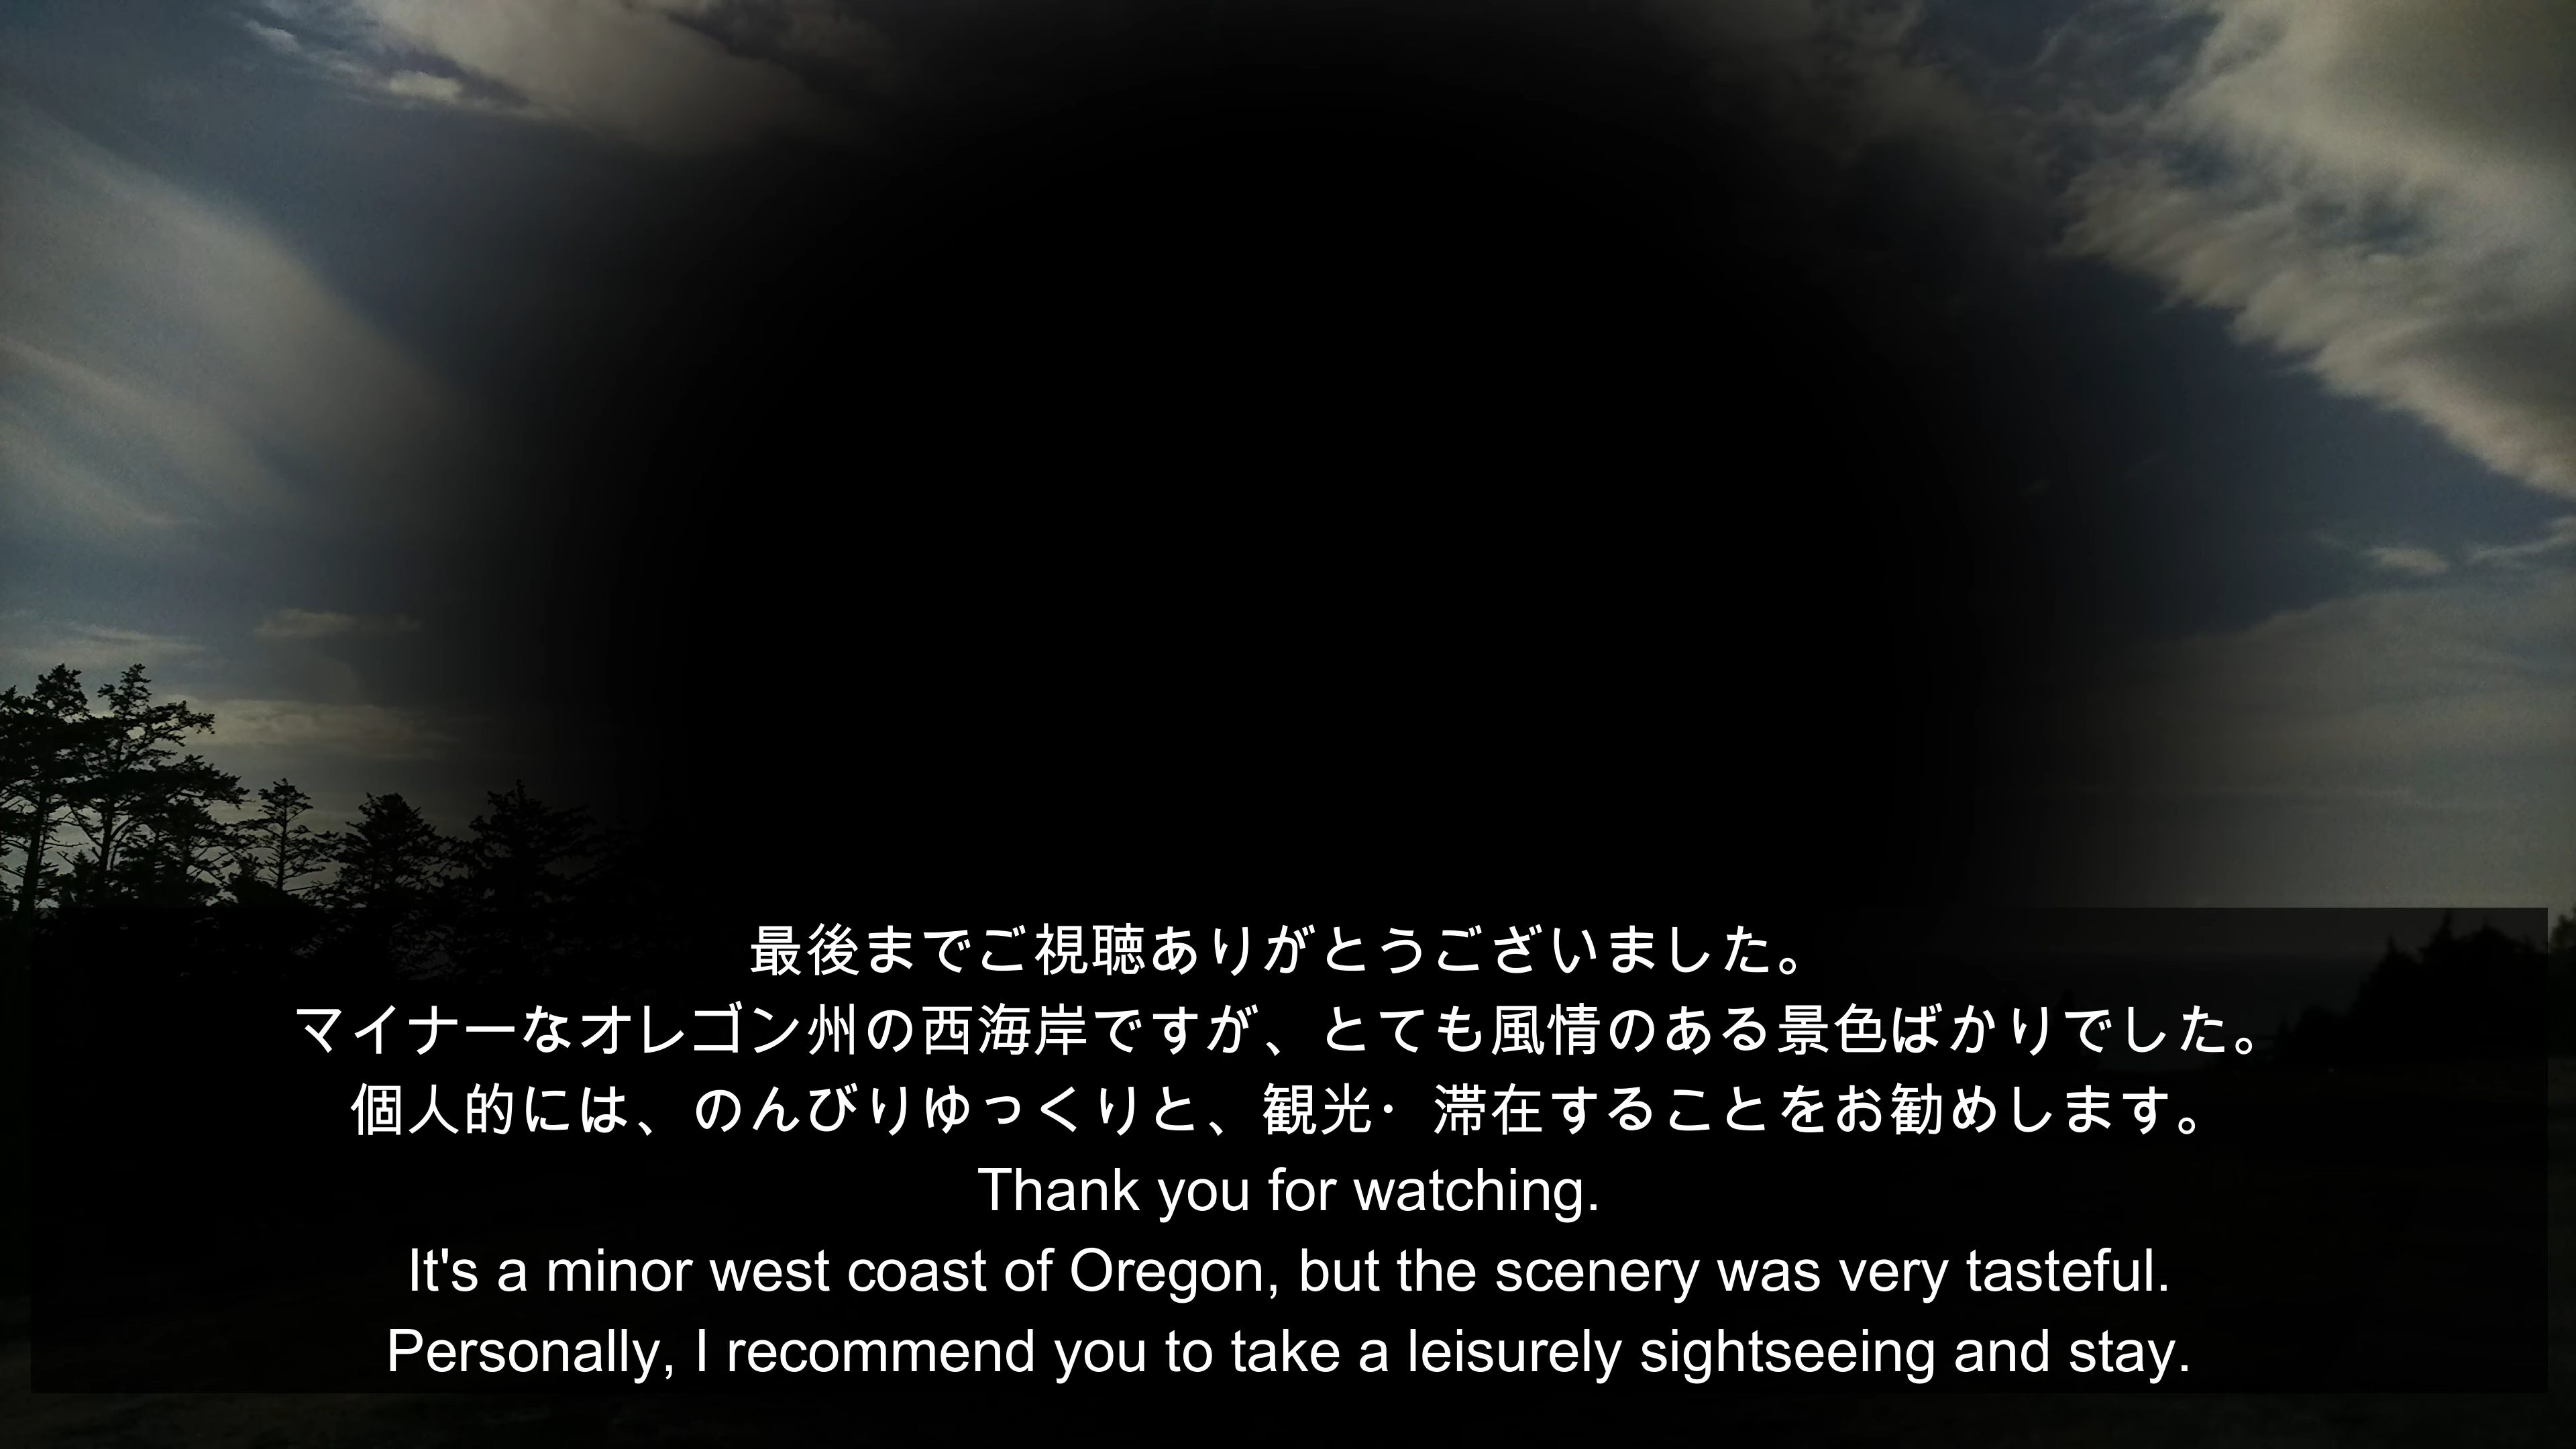 最後までご視聴ありがとうございました。
マイナーなオレゴン州の西海岸ですが、とても風情のある景色ばかりでした。
個人的には、のんびりゆっくりと、観光・滞在することをお勧めします。
Thank you for watching.
It's a minor west coast of Oregon, but the scenery was very tasteful.
Personally, I recommend you to take a leisurely sightseeing and stay.